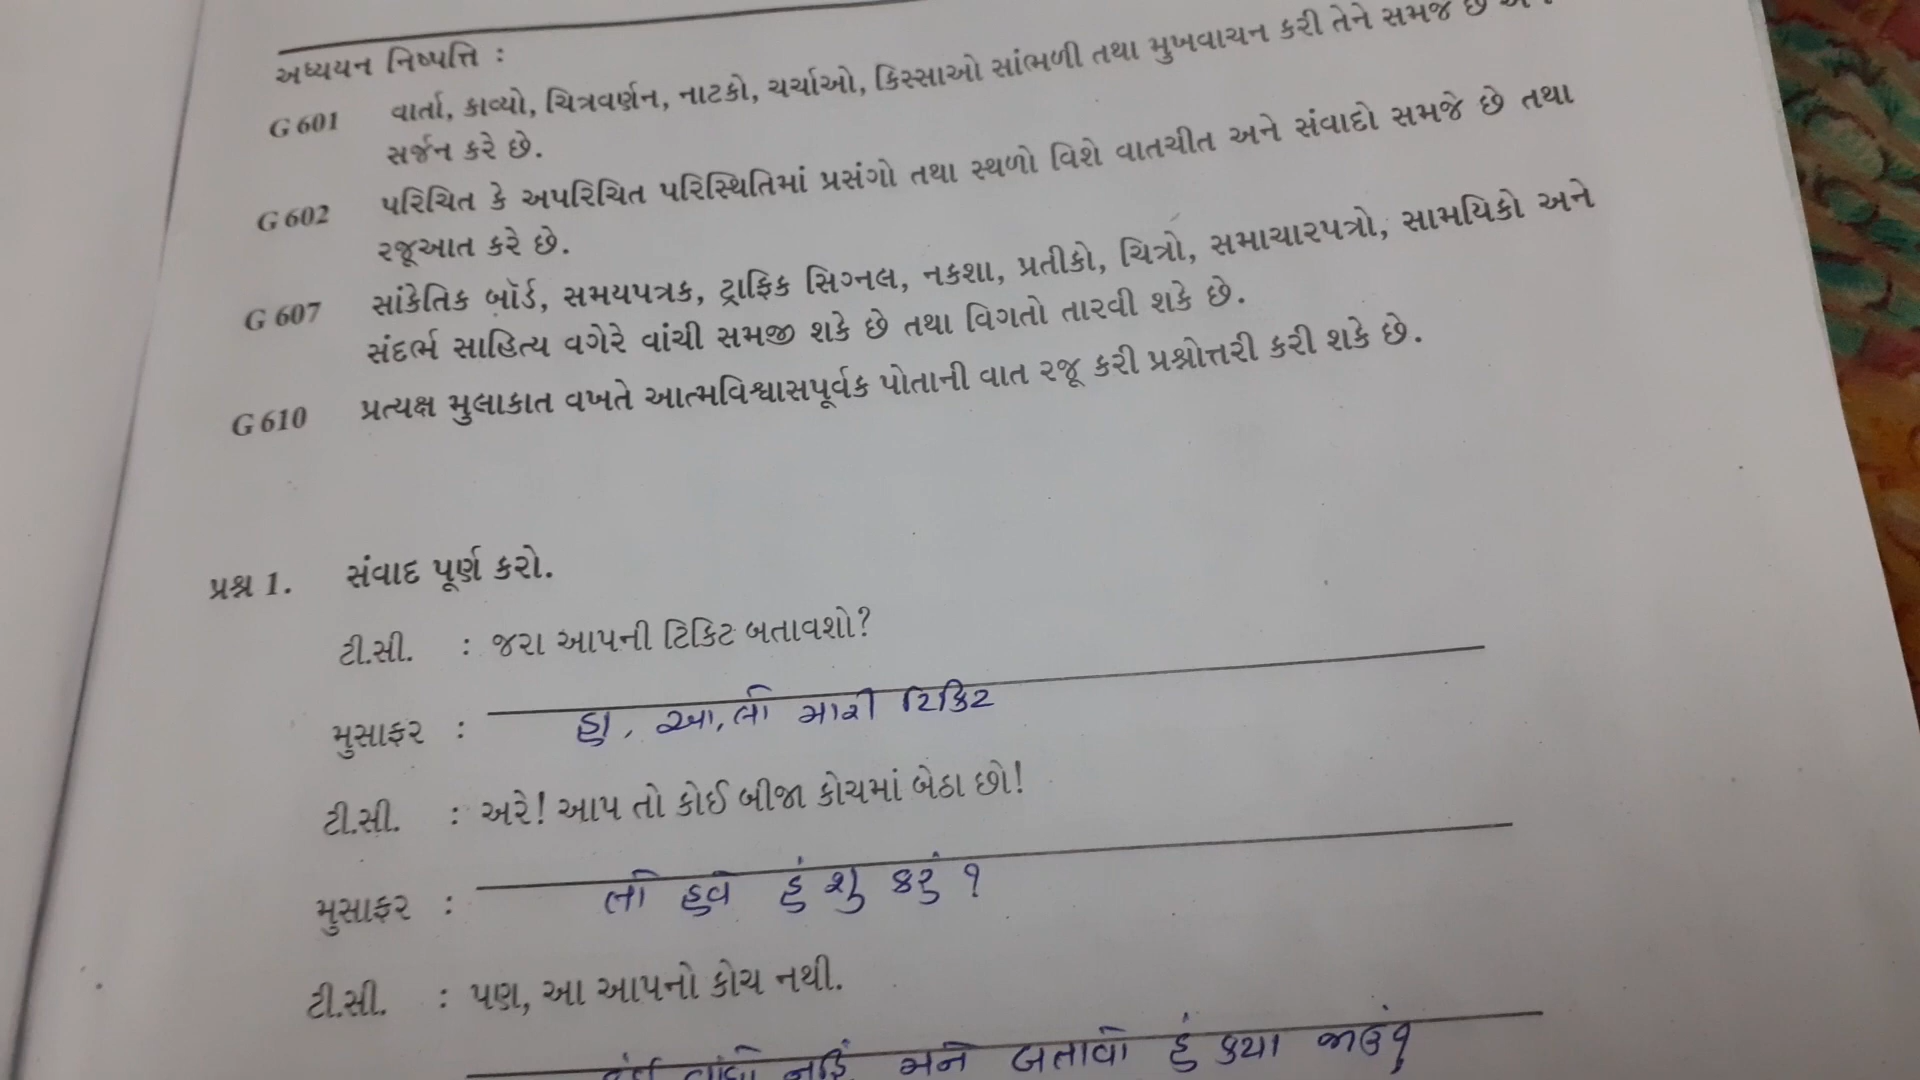 અધ્યયન નિષ્પત્તિ :
G 601 વાર્તા, કાવ્યો, ચિત્રવર્ણન, નાટકો, ચર્ચાઓ, કિસ્સાઓ સાંભળી તથા મુખવાચન કરી તેને સમજે છે
સર્જન કરે છે.
G 602 પરિચિત કે અપરિચિત પરિસ્થિતિમાં પ્રસંગો તથા સ્થળો વિશે વાતચીત અને સંવાદો સમજે છે તથા
રજૂઆત કરે છે.
G 607 સાંકેતિક બૉર્ડ, સમયપત્રક, ટ્રાફિક સિગ્નલ, નકશા, પ્રતીકો, ચિત્રો, સમાચારપત્રો, સામયિકો અને
સંદર્ભ સાહિત્ય વગેરે વાંચી સમજી શકે છે તથા વિગતો તારવી શકે છે.
G 610 પ્રત્યક્ષ મુલાકાત વખતે આત્મવિશ્વાસપૂર્વક પોતાની વાત રજૂ કરી પ્રશ્નોત્તરી કરી શકે છે.
પ્રશ્ન 1. સંવાદ પૂર્ણ કરો.
ટી.સી. : જરા આપની ટિકિટ બતાવશો?
મુસાફર : હા, આ,લો મારી ટિકિટ
ટી.સી. : અરે! આપ તો કોઈ બીજા કોચમાં બેઠા છો!
મુસાફર : તો હવે હું શુ કરું ?
ટી.સી. : પણ, આ આપનો કોચ નથી.
વાંધો નહિં મને બતાવો હું કયા જાઉં?